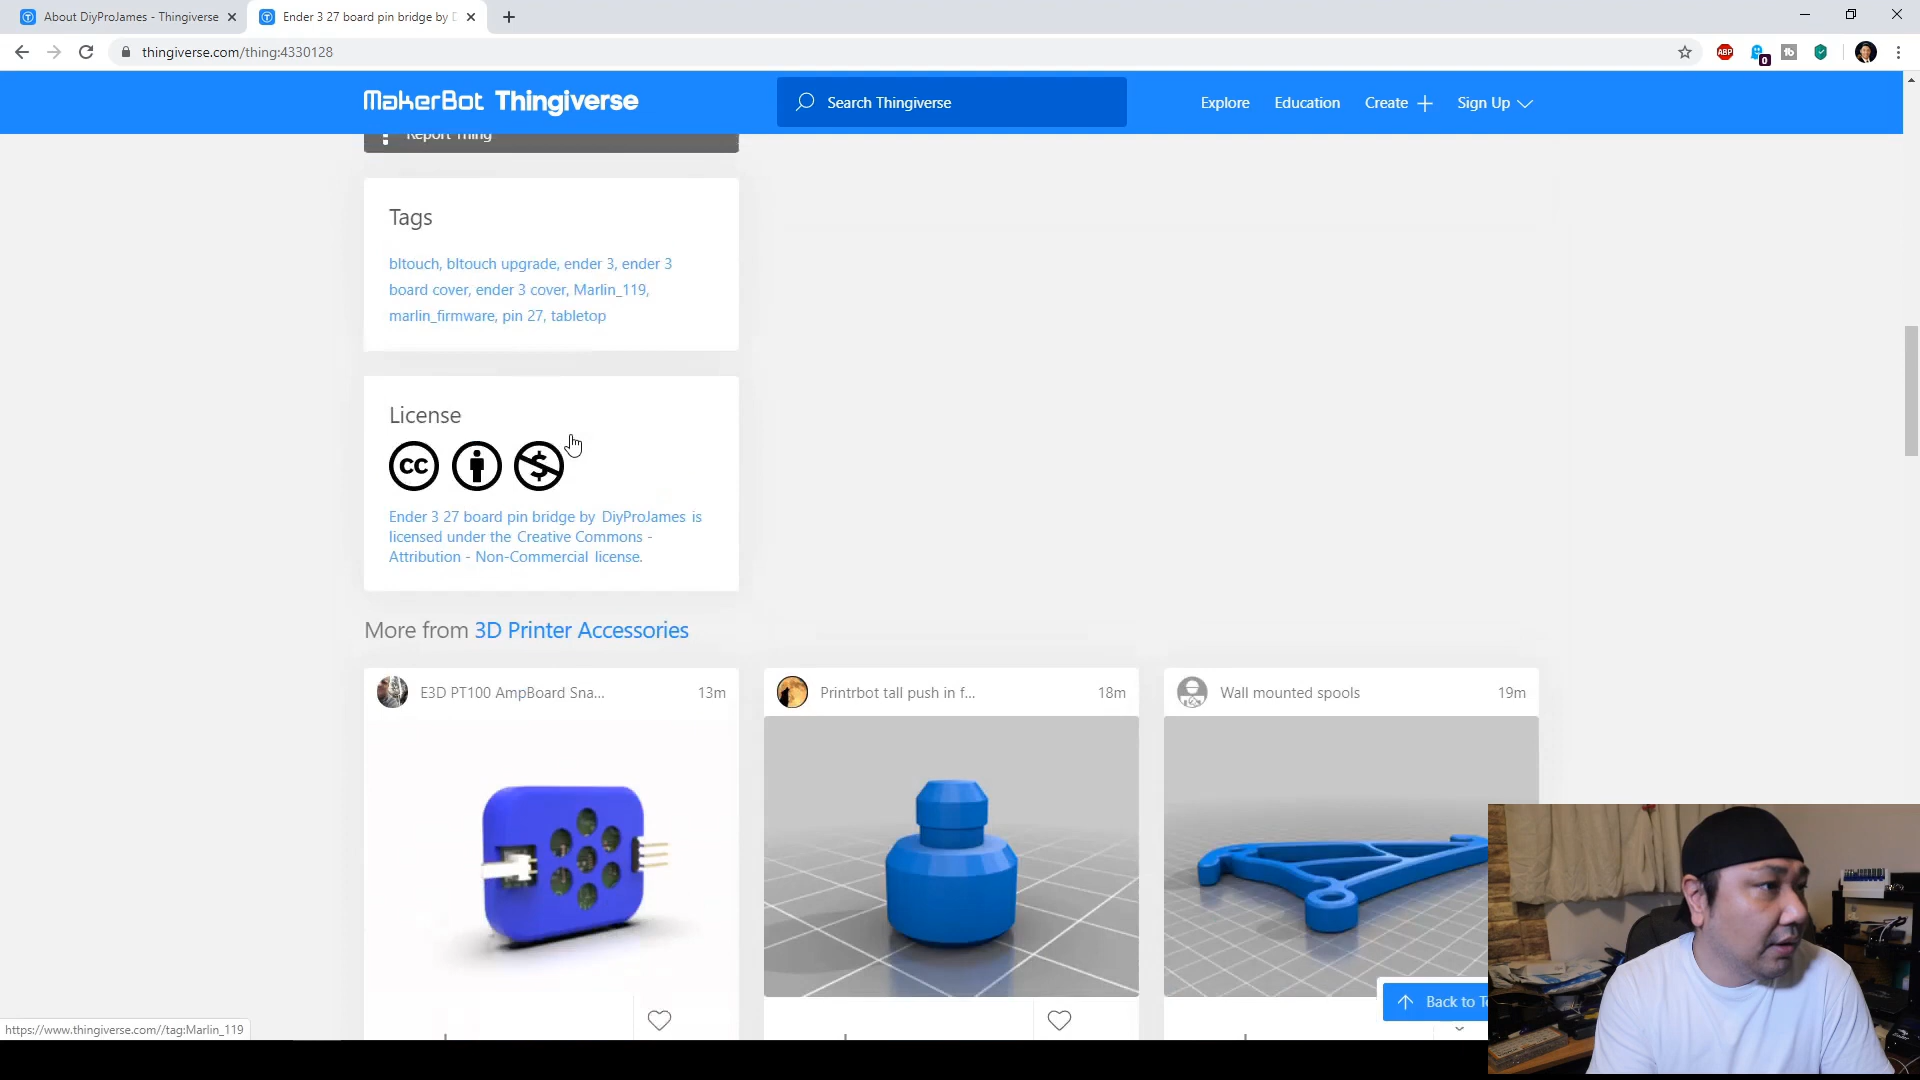 About DiyProJames - Thingiverse
Ender 3 27 board pin bridge by D
thingiverse.com/thing:4330128
ABP
0
MakerBot Thingiverse
Search Thingiverse
Explore
Education
Create
Sign Up
Report Thing
Tags
bltouch, bltouch upgrade, ender 3, ender 3
board cover, ender 3 cover, Marlin_119,
marlin_firmware, pin 27, tabletop
License
cc
Ender 3 27 board pin bridge by DiyProJames is
licensed under the Creative Commons -
Attribution - Non-Commercial license.
More from 3D Printer Accessories
E3D PT100 AmpBoard Sna...
13m
Printrbot tall push in f...
18m
Wall mounted spools
19m
Back to T
https://www.thingiverse.com//tag:Marlin_119